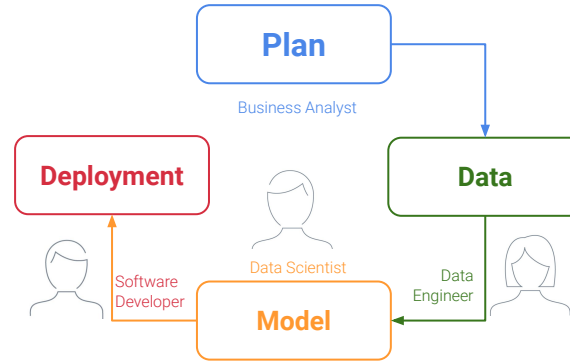 Plan
Business Analyst
Deployment
Data
Data Scientist
Software
Developer
Data
Engineer
Model